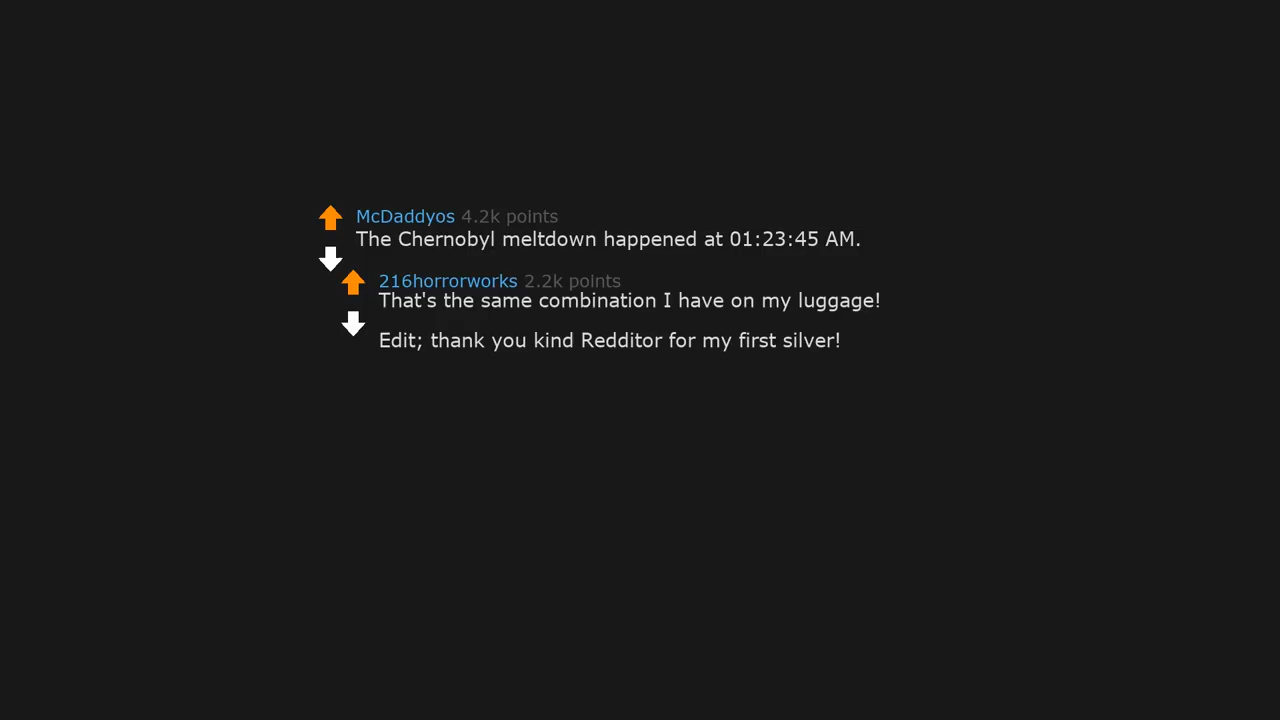 McDaddyos 4.2k points
The Chernobyl meltdown happened at 01:23:45 AM.
216horrorworks 2.2k points
That's the same combination I have on my luggage!
Edit; thank you kind Redditor for my first silver!